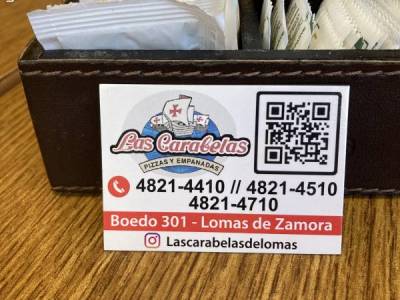 Las Carabelas
PIZZAS Y EMPANADAS
4821-4410 // 4821-4510
4821-4710
Boedo 301 - Lomas de Zamora
Lascarabelasdelomas